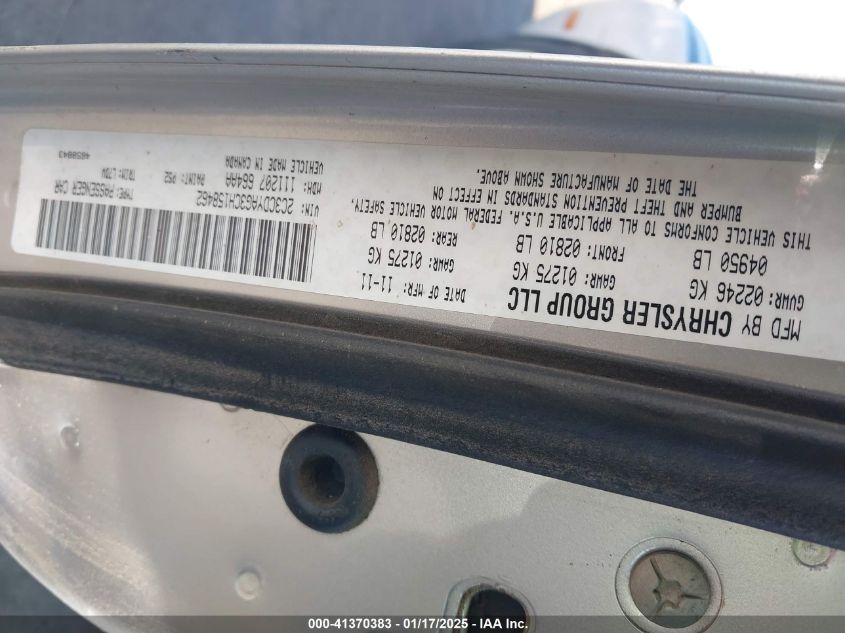 MFD BY CHRYSLER GROUP LLC
DATE OF MFR: 11-11
GVWR: 02246 KG
04950 LB
GAWR: 01275 KG
FRONT: 02810 LB
GAWR: 01275 KG
REAR: 02810 LB
THIS VEHICLE CONFORMS TO ALL APPLICABLE U.S.A. FEDERAL MOTOR VEHICLE SAFETY,
BUMPER AND THEFT PREVENTION STANDARDS IN EFFECT ON
THE DATE OF MANUFACTURE SHOWN ABOVE.
VIN: 2C3CDYAG3CH158462
TYPE: PASSENGER CAR
MDH: 111207 664AA
TRIM: L7DV
PAINT: PS2
VEHICLE MADE IN CANADA
4658843
000-41370383 — 01/17/2025 — IAA Inc.